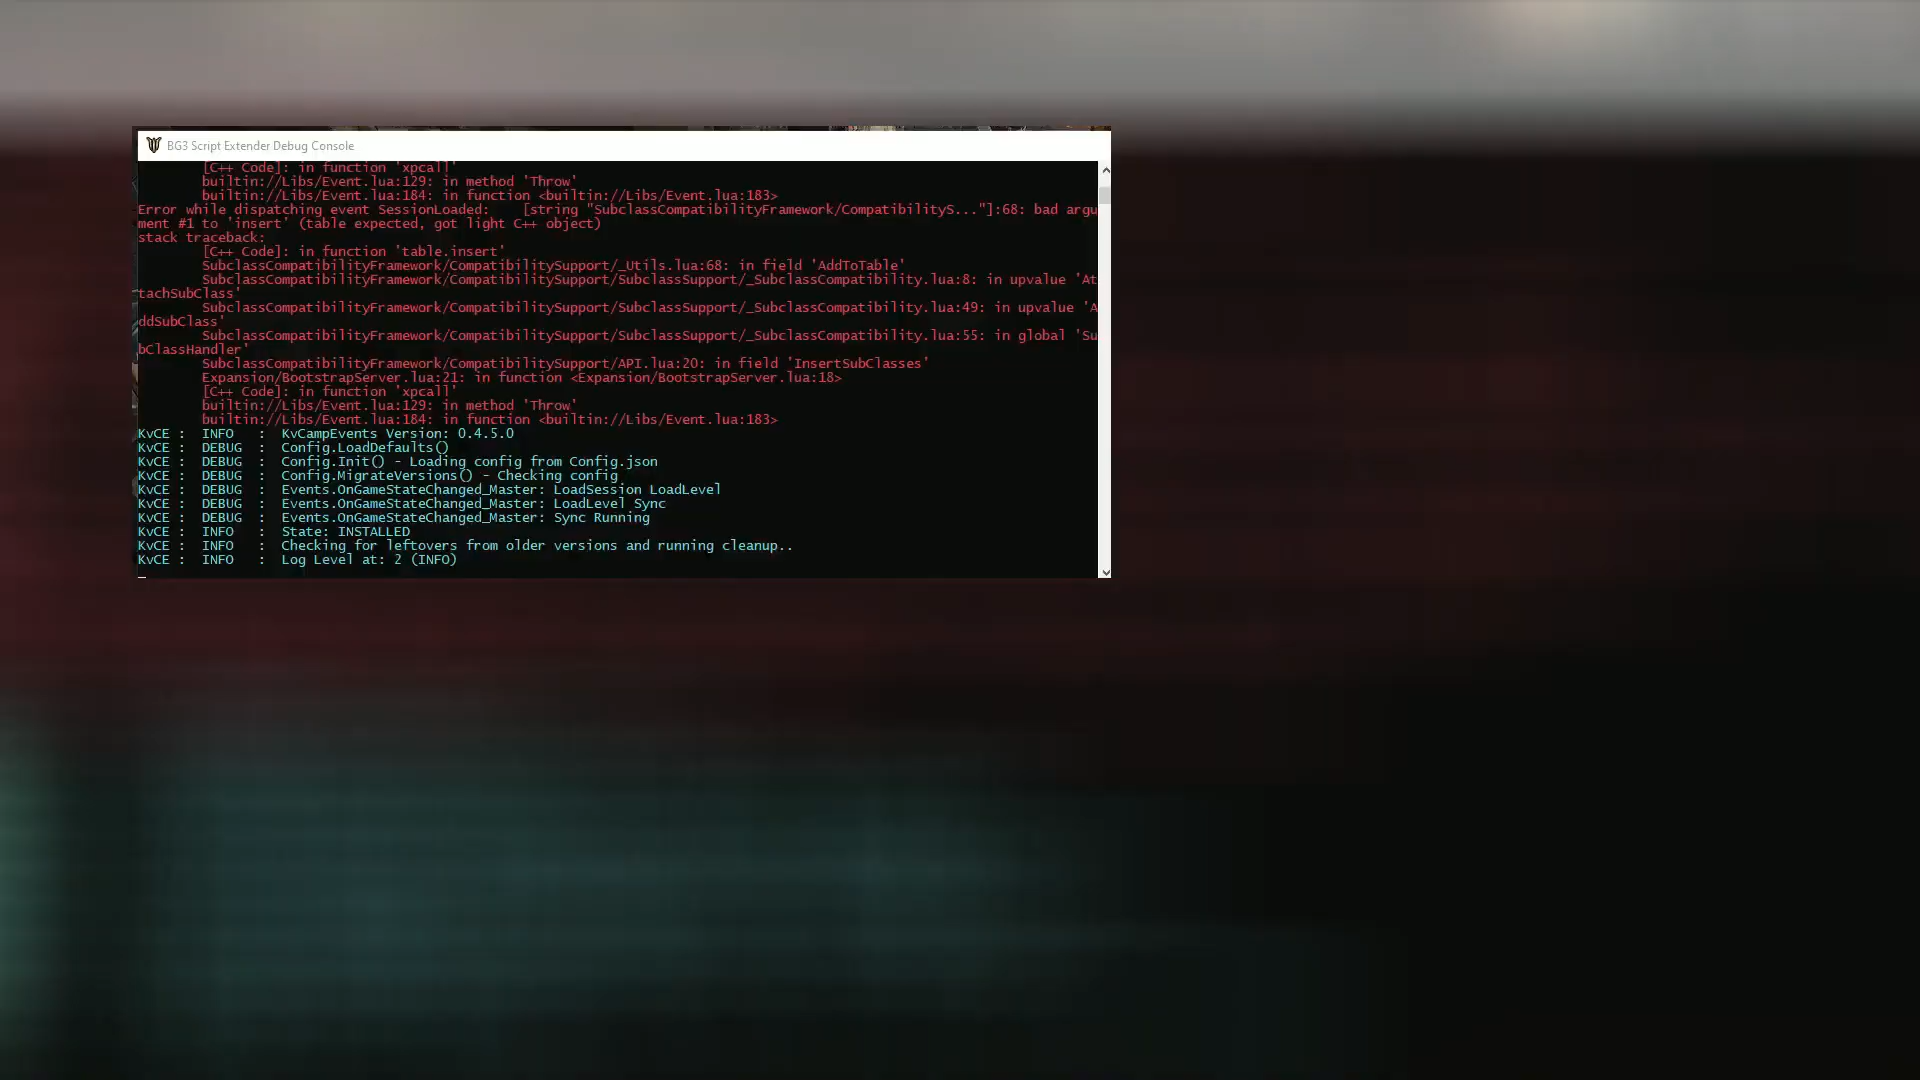 BG3 Script Extender Debug Console
[C++ Code]: in function 'xpcall'
builtin://Libs/Event.lua:129: in method 'Throw'
builtin://Libs/Event.lua:184: in function <builtin://Libs/Event.lua:183>
Error while dispatching event SessionLoaded:    [string "SubclassCompatibilityFramework/CompatibilityS..."]:68: bad argu
ment #1 to 'insert' (table expected, got light C++ object)
stack traceback:
[C++ Code]: in function 'table.insert'
SubclassCompatibilityFramework/CompatibilitySupport/_Utils.lua:68: in field 'AddToTable'
SubclassCompatibilityFramework/CompatibilitySupport/SubclassSupport/_SubclassCompatibility.lua:8: in upvalue 'At
tachSubClass'
SubclassCompatibilityFramework/CompatibilitySupport/SubclassSupport/_SubclassCompatibility.lua:49: in upvalue 'A
ddSubClass'
SubclassCompatibilityFramework/CompatibilitySupport/SubclassSupport/_SubclassCompatibility.lua:55: in global 'Su
bClassHandler'
SubclassCompatibilityFramework/CompatibilitySupport/API.lua:20: in field 'InsertSubClasses'
Expansion/BootstrapServer.lua:21: in function <Expansion/BootstrapServer.lua:18>
[C++ Code]: in function 'xpcall'
builtin://Libs/Event.lua:129: in method 'Throw'
builtin://Libs/Event.lua:184: in function <builtin://Libs/Event.lua:183>
KvCE :  INFO   :  KvCampEvents Version: 0.4.5.0
KvCE :  DEBUG  :  Config.LoadDefaults()
KvCE :  DEBUG  :  Config.Init() - Loading config from Config.json
KvCE :  DEBUG  :  Config.MigrateVersions() - Checking config
KvCE :  DEBUG  :  Events.OnGameStateChanged_Master: LoadSession LoadLevel
KvCE :  DEBUG  :  Events.OnGameStateChanged_Master: LoadLevel Sync
KvCE :  DEBUG  :  Events.OnGameStateChanged_Master: Sync Running
KvCE :  INFO   :  State: INSTALLED
KvCE :  INFO   :  Checking for leftovers from older versions and running cleanup..
KvCE :  INFO   :  Log Level at: 2 (INFO)